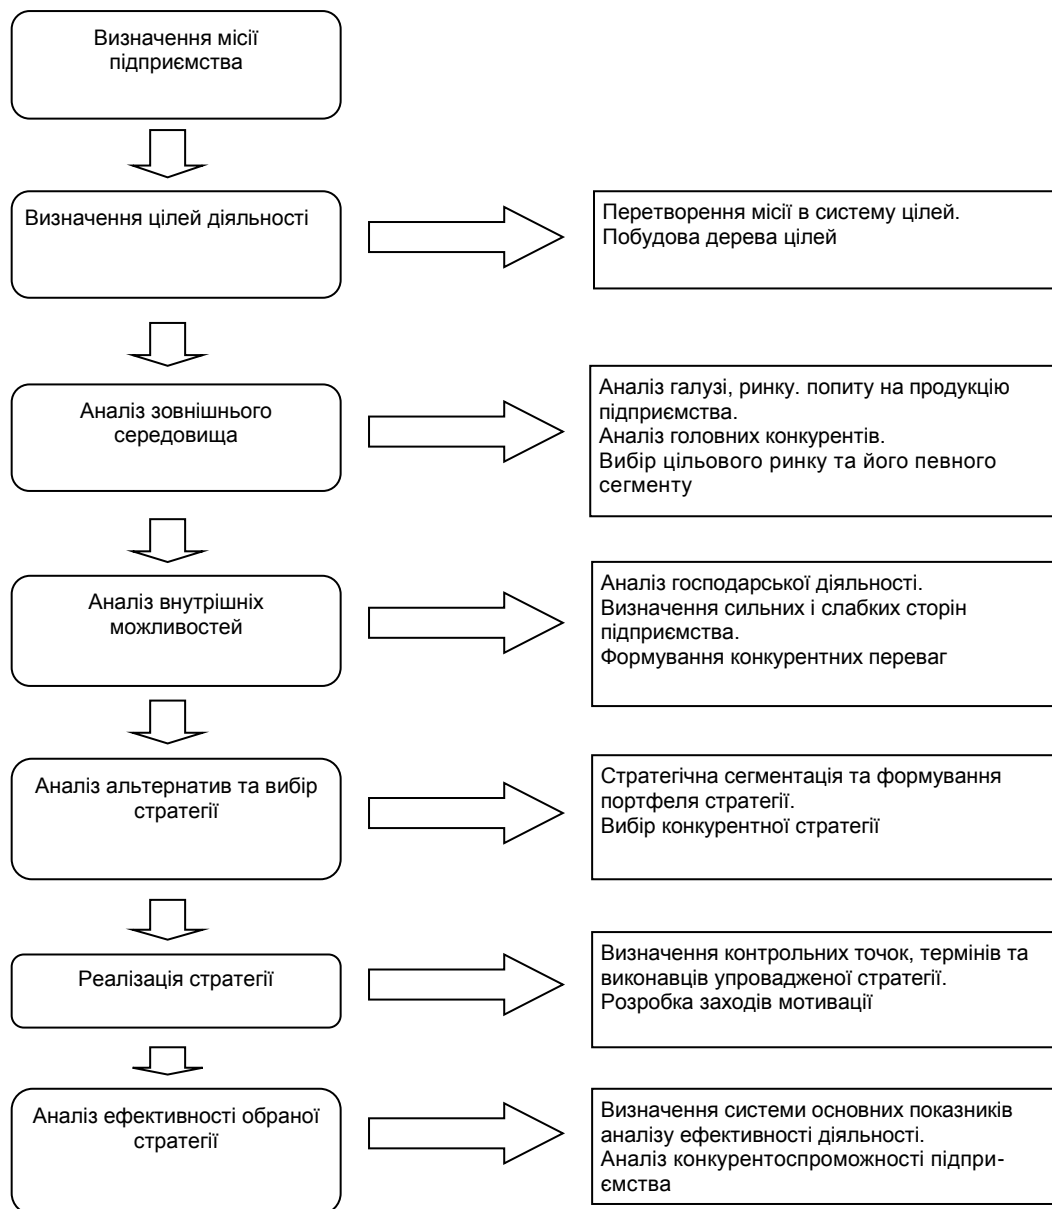 Визначення місії
підприємства
Визначення цілей діяльності
Перетворення місії в систему цілей.
Побудова дерева цілей
Аналіз зовнішнього
середовища
Аналіз галузі, ринку. попиту на продукцію
підприємства.
Аналіз головних конкурентів.
Вибір цільового ринку та його певного
сегменту
Аналіз внутрішніх
можливостей
Аналіз господарської діяльності.
Визначення сильних і слабких сторін
підприємства.
Формування конкурентних переваг
Аналіз альтернатив та вибір
стратегії
Стратегічна сегментація та формування
портфеля стратегії.
Вибір конкурентної стратегії
Реалізація стратегії
Визначення контрольних точок, термінів та
виконавців упровадженої стратегії.
Розробка заходів мотивації
Аналіз ефективності обраної
стратегії
Визначення системи основних показників
аналізу ефективності діяльності.
Аналіз конкурентоспроможності підпри-
ємства